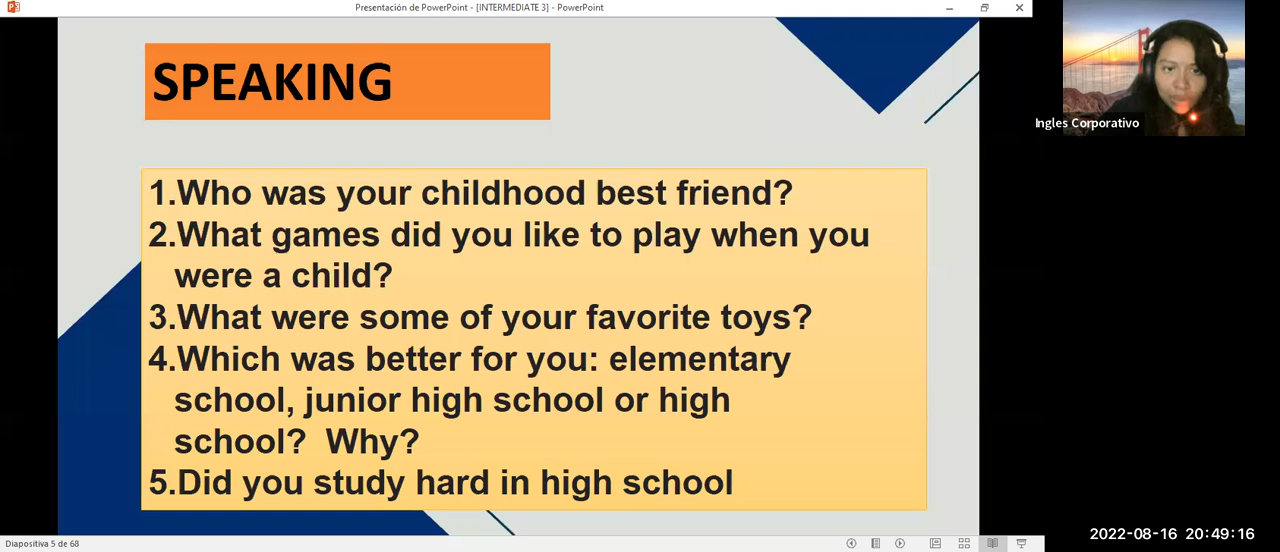 Presentación de PowerPoint - [INTERMEDIATE 3] - PowerPoint
SPEAKING
Ingles Corporativo
1.Who was your childhood best friend?
2.What games did you like to play when you
were a child?
3.What were some of your favorite toys?
4.Which was better for you: elementary
school, junior high school or high
school? Why?
5.Did you study hard in high school
2022-08-16 20:49:16
Diapositiva 5 de 68